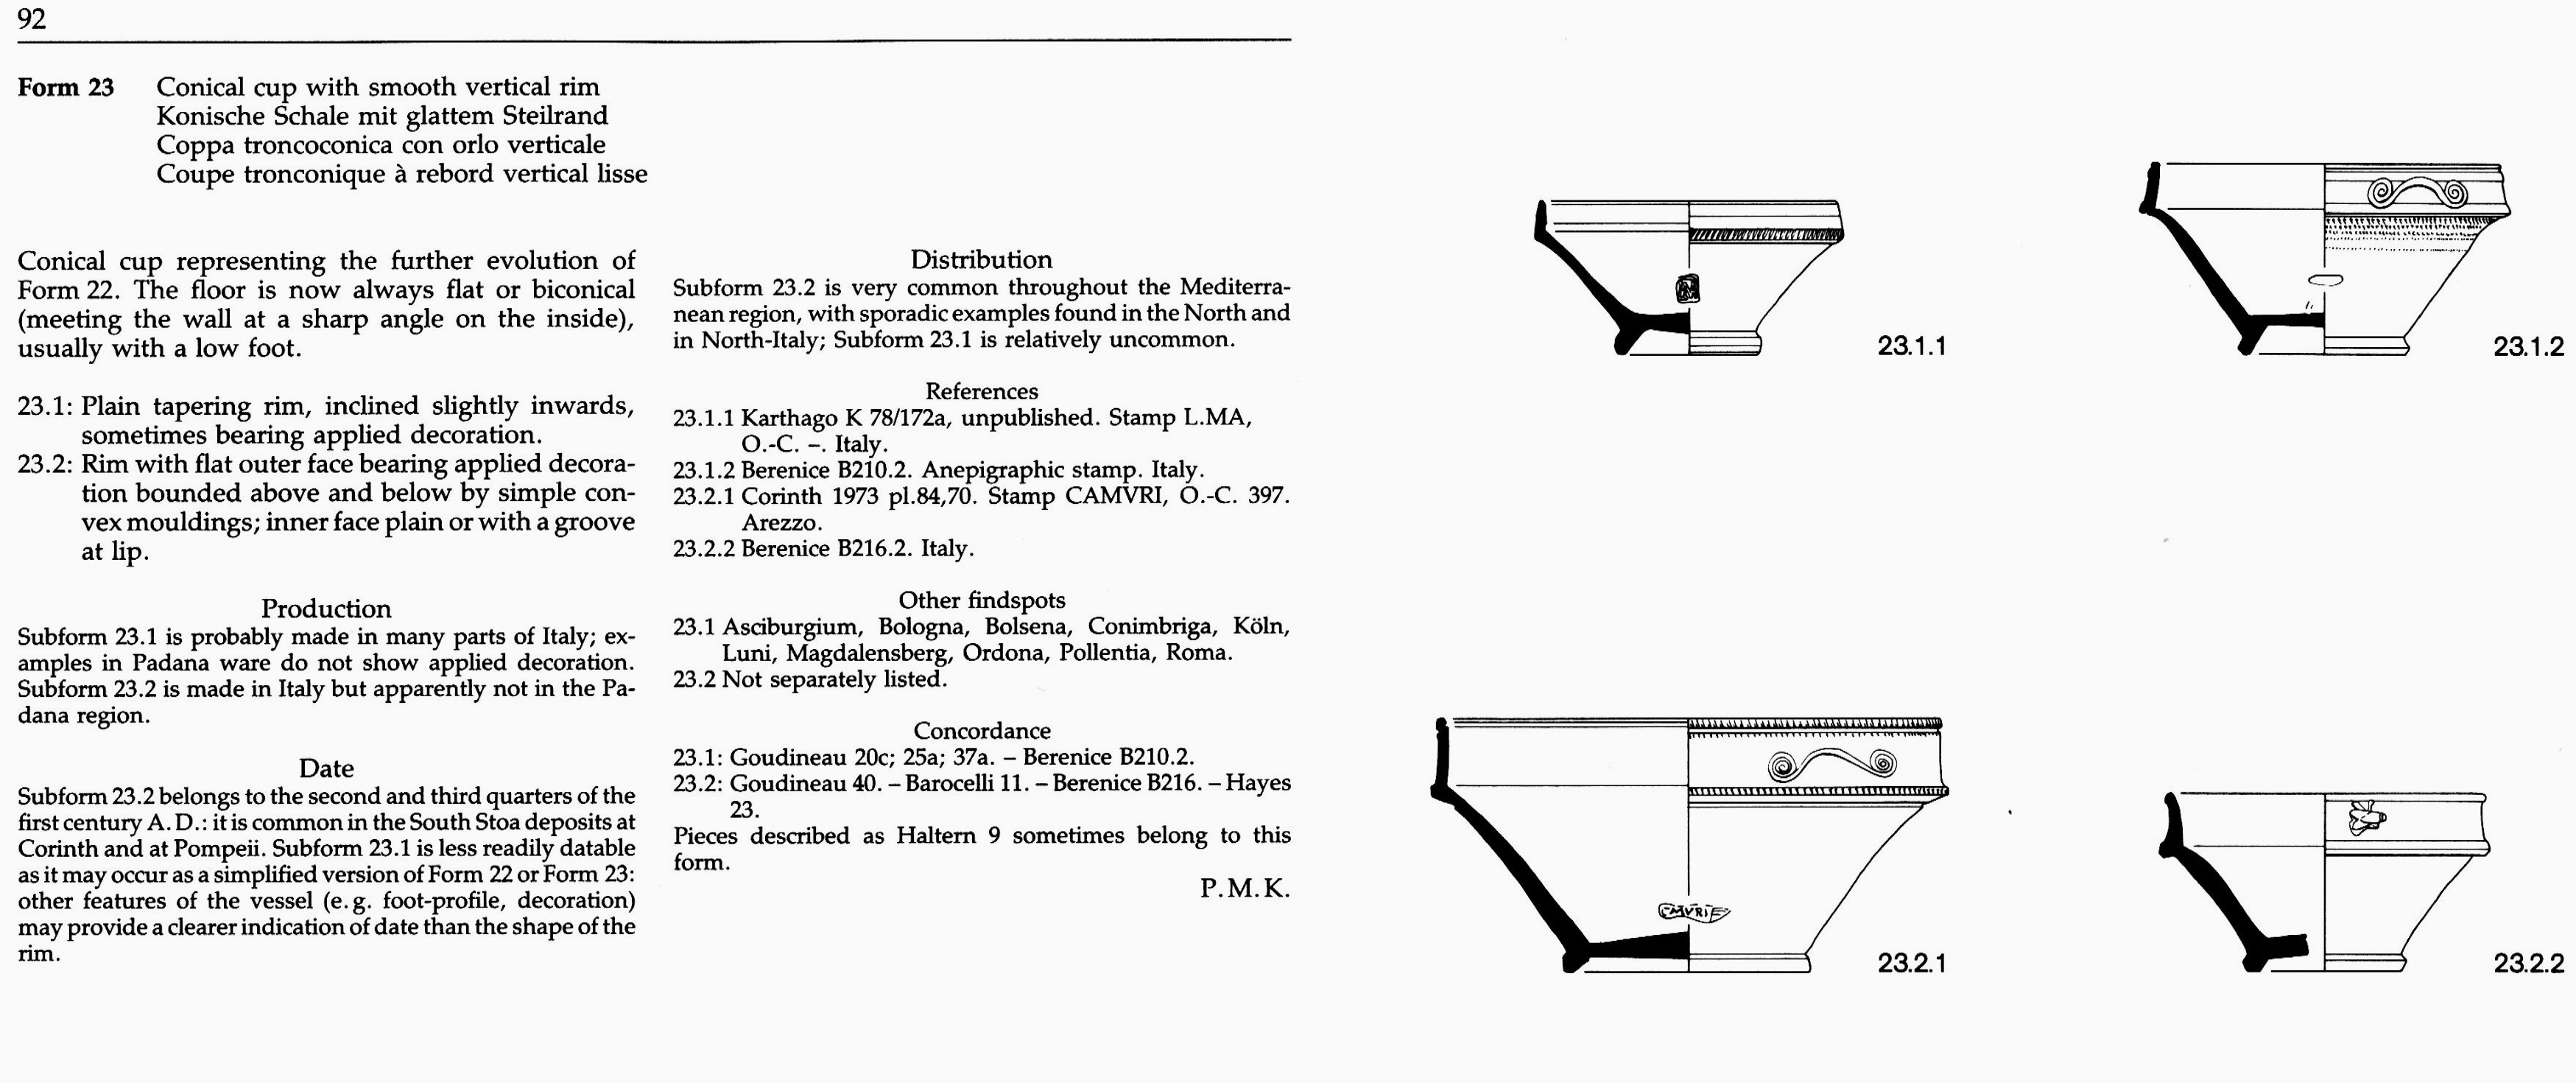 92
Form 23 Conical cup with smooth vertical rim
Konische Schale mit glattem Steilrand
Coppa troncoconica con orlo verticale
Coupe tronconique à rebord vertical lisse
Conical cup representing the further evolution of
Form 22. The floor is now always flat or biconical
(meeting the wall at a sharp angle on the inside),
usually with a low foot.
23.1: Plain tapering rim, inclined slightly inwards,
sometimes bearing applied decoration.
23.2: Rim with flat outer face bearing applied decora-
tion bounded above and below by simple con-
vex mouldings; inner face plain or with a groove
at lip.
Production
Subform 23.1 is probably made in many parts of Italy; ex-
amples in Padana ware do not show applied decoration.
Subform 23.2 is made in Italy but apparently not in the Pa-
dana region.
Date
Subform 23.2 belongs to the second and third quarters of the
first century A. D.: it is common in the South Stoa deposits at
Corinth and at Pompeii. Subform 23.1 is less readily datable
as it may occur as a simplified version of Form 22 or Form 23:
other features of the vessel (e. g. foot-profile, decoration)
may provide a clearer indication of date than the shape of the
rim.
Distribution
Subform 23.2 is very common throughout the Mediterra-
nean region, with sporadic examples found in the North and
in North-Italy; Subform 23.1 is relatively uncommon.
References
23.1.1 Karthago K 78/172a, unpublished. Stamp L.MA,
O.-C. –. Italy.
23.1.2 Berenice B210.2. Anepigraphic stamp. Italy.
23.2.1 Corinth 1973 pl.84,70. Stamp CAMVRI, O.-C. 397.
Arezzo.
23.2.2 Berenice B216.2. Italy.
Other findspots
23.1 Asciburgium, Bologna, Bolsena, Conimbriga, Köln,
Luni, Magdalensberg, Ordona, Pollentia, Roma.
23.2 Not separately listed.
Concordance
23.1: Goudineau 20c; 25a; 37a. – Berenice B210.2.
23.2: Goudineau 40. – Barocelli 11. – Berenice B216. – Hayes
23.
Pieces described as Haltern 9 sometimes belong to this
form.
P. M. K.
23.1.1
23.1.2
23.2.1
23.2.2